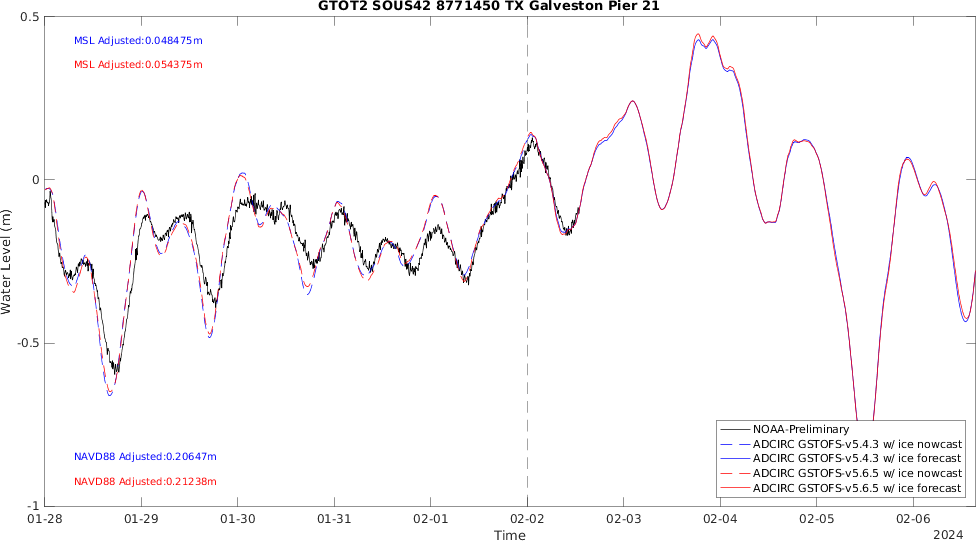 GTOT2 SOUS42 8771450 TX Galveston Pier 21
0.5
MSL Adjusted:0.048475m
MSL Adjusted:0.054375m
0
Water Level (m)
-0.5
NOAA-Preliminary
ADCIRC GSTOFS-v5.4.3 w/ ice nowcast
ADCIRC GSTOFS-v5.4.3 w/ ice forecast
ADCIRC GSTOFS-v5.6.5 w/ ice nowcast
ADCIRC GSTOFS-v5.6.5 w/ ice forecast
NAVD88 Adjusted:0.20647m
NAVD88 Adjusted:0.21238m
-1
01-28 01-29 01-30 01-31 02-01 02-02 02-03 02-04 02-05 02-06
Time
2024